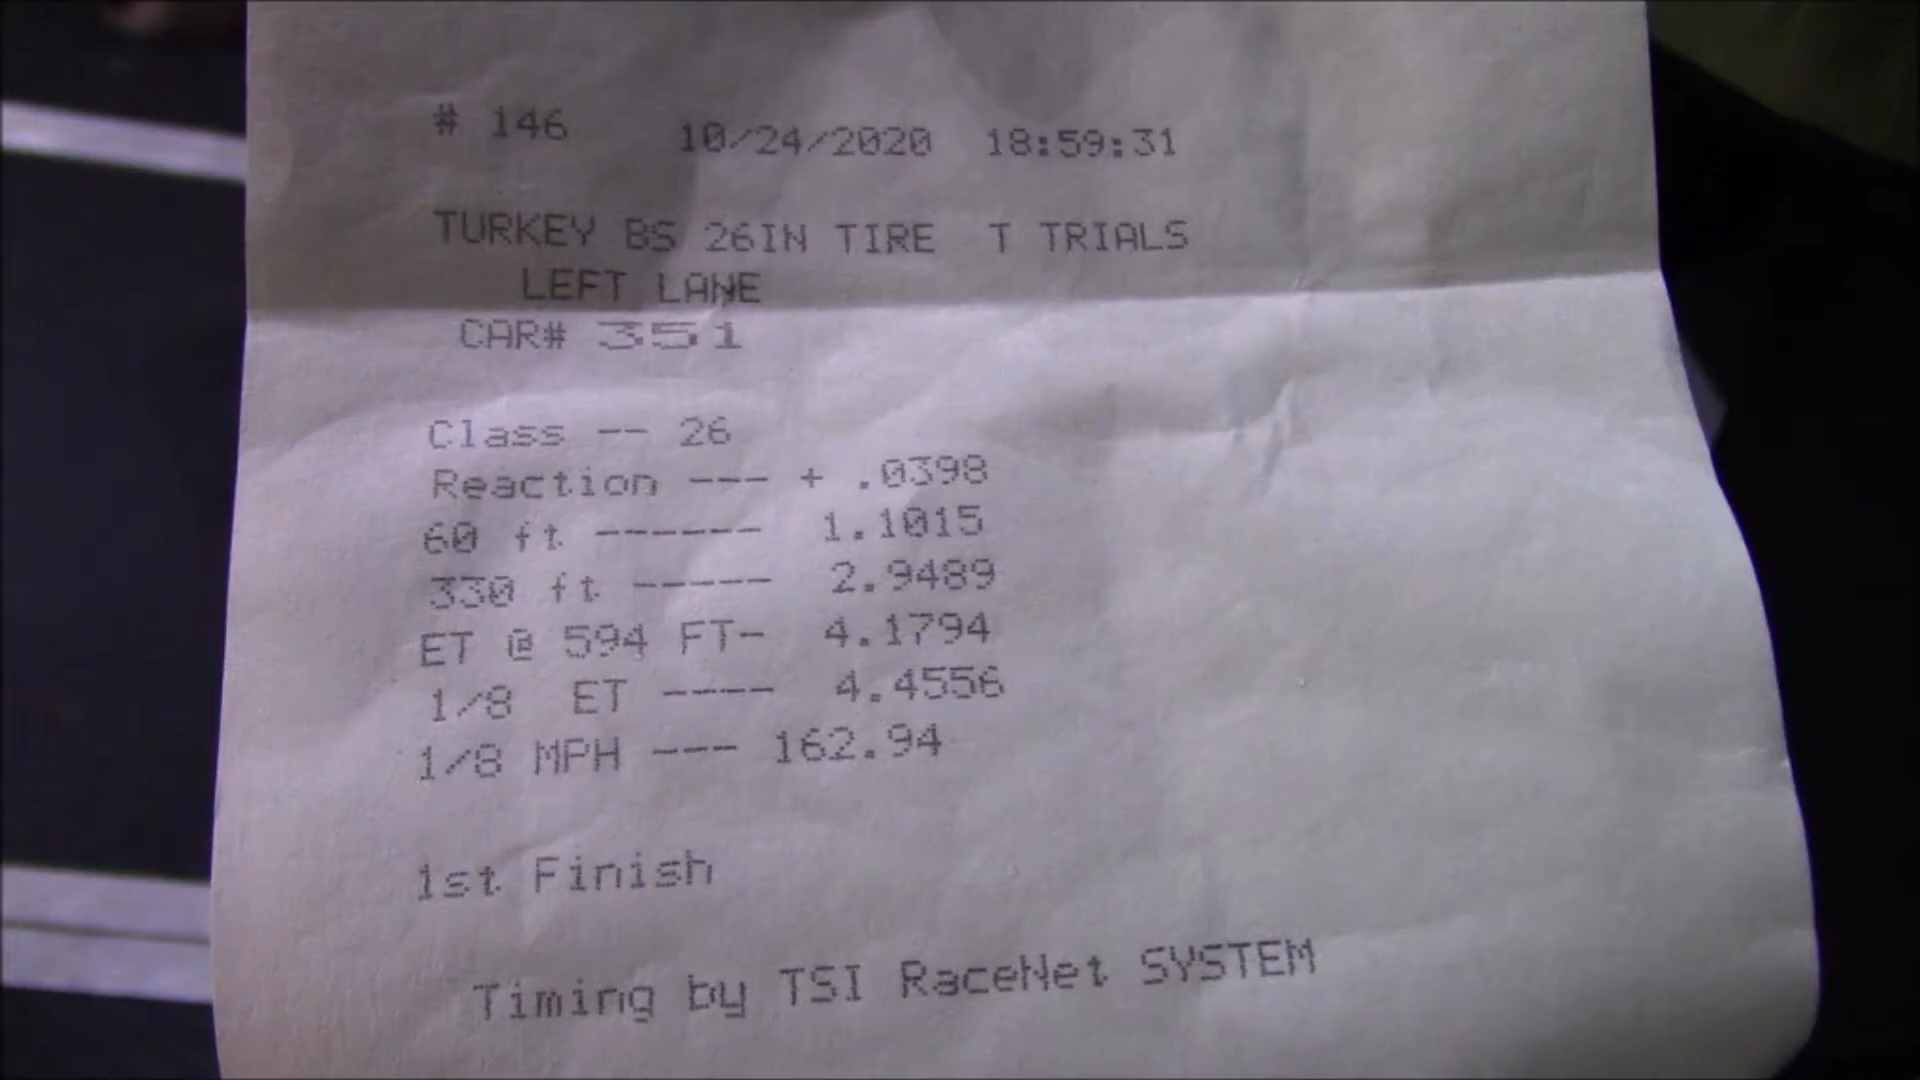 # 146 10/24/2020 18:59:31
TURKEY BS 26IN TIRE T TRIALS
LEFT LANE
CAR# 351
Class -- 26
Reaction --- + .0398
60 ft ------ 1.1015
330 ft ----- 2.9489
ET @ 594 FT- 4.1794
1/8 ET ---- 4.4556
1/8 MPH --- 162.94
1st Finish
Timing by TSI RaceNet SYSTEM